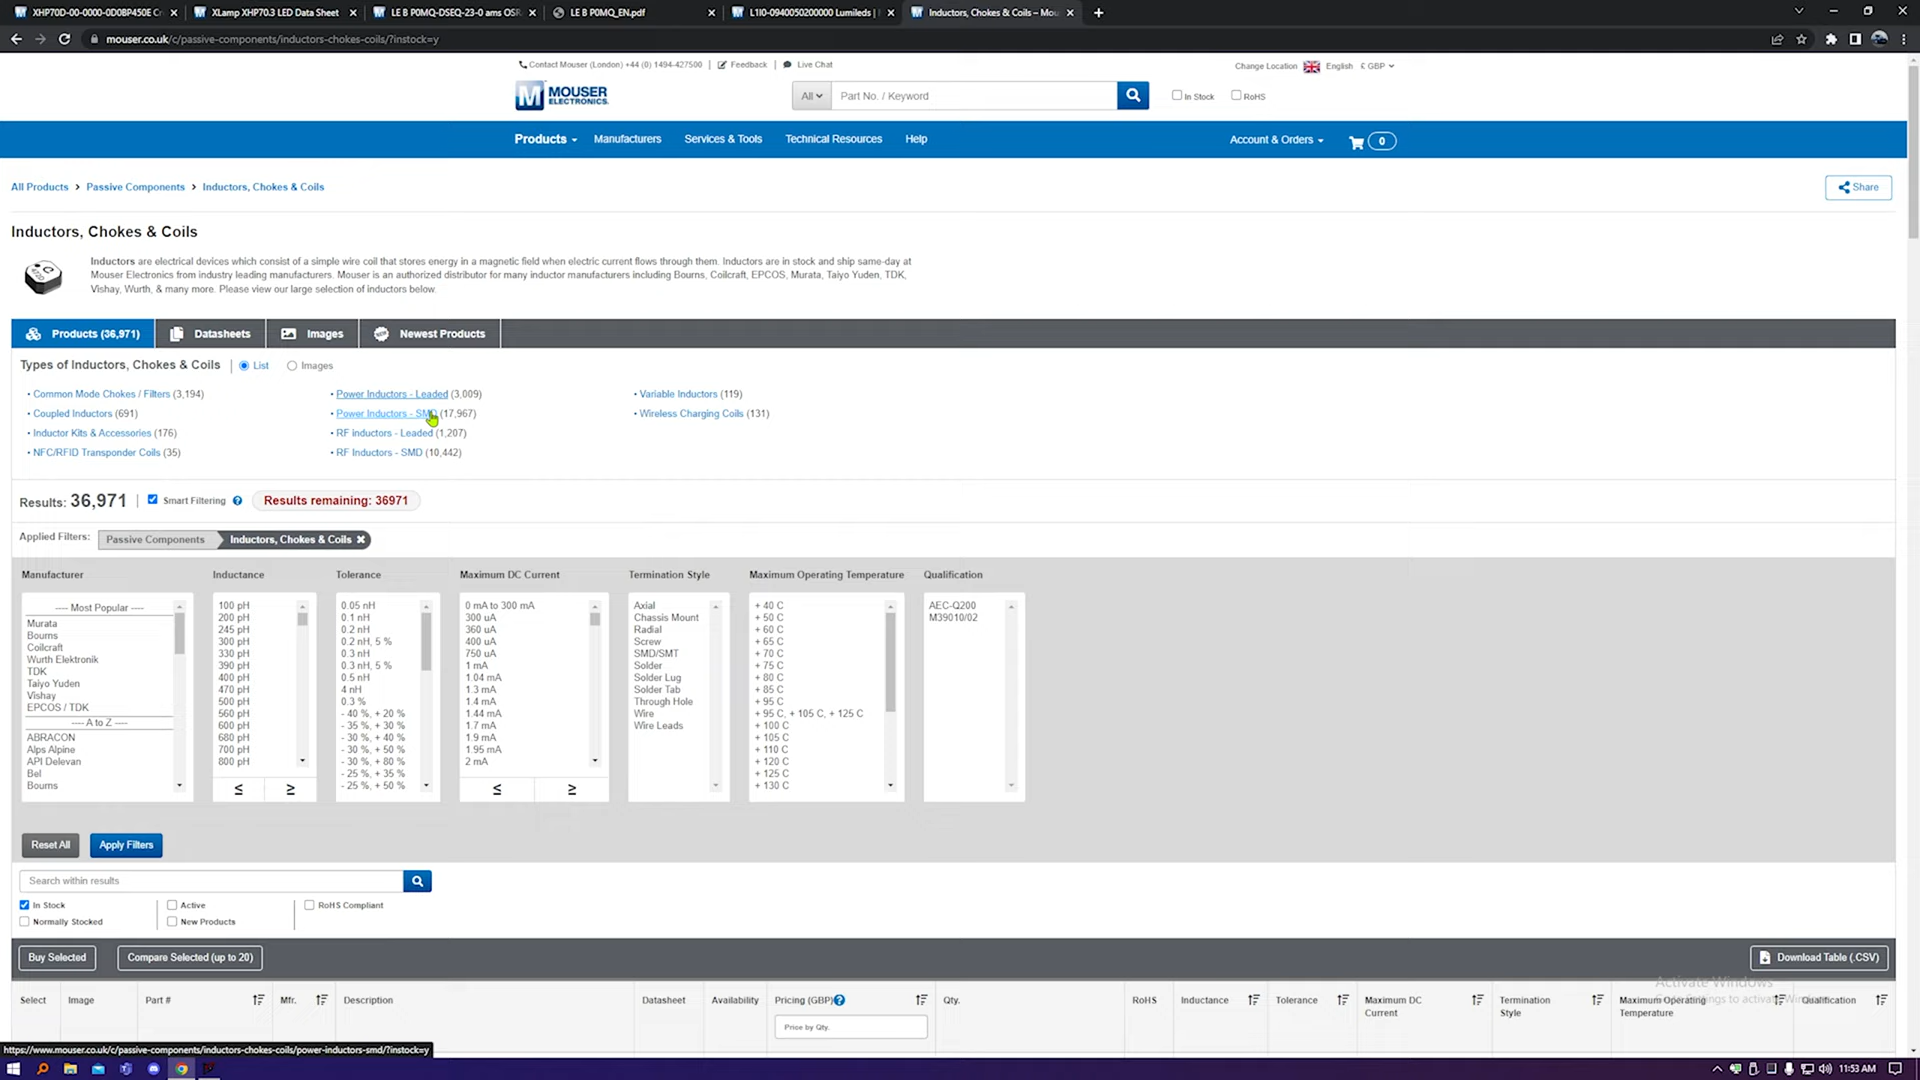 XHP70D-00-0000-0D0BP450E Cr
XLamp XHP70.3 LED Data Sheet
LE B P0MQ-DSEQ-23-0 ams OSR
LE B P0MQ_EN.pdf
L1I0-0940050200000 Lumileds |
Inductors, Chokes & Coils – Mou
mouser.co.uk/c/passive-components/inductors-chokes-coils/?instock=y
Contact Mouser (London) +44 (0) 1494-427500 | Feedback | Live Chat
Change Location English £ GBP
MOUSER ELECTRONICS
All Part No. / Keyword In Stock RoHS
Products Manufacturers Services & Tools Technical Resources Help Account & Orders 0
All Products > Passive Components > Inductors, Chokes & Coils
Share
Inductors, Chokes & Coils
Inductors are electrical devices which consist of a simple wire coil that stores energy in a magnetic field when electric current flows through them. Inductors are in stock and ship same-day at
Mouser Electronics from industry leading manufacturers. Mouser is an authorized distributor for many inductor manufacturers including Bourns, Coilcraft, EPCOS, Murata, Taiyo Yuden, TDK,
Vishay, Wurth, & many more. Please view our large selection of inductors below.
Products (36,971) Datasheets Images Newest Products
Types of Inductors, Chokes & Coils | List Images
Common Mode Chokes / Filters (3,194) Power Inductors - Leaded (3,009) Variable Inductors (119)
Coupled Inductors (691) Power Inductors - SMD (17,967) Wireless Charging Coils (131)
Inductor Kits & Accessories (176) RF inductors - Leaded (1,207)
NFC/RFID Transponder Coils (35) RF Inductors - SMD (10,442)
Results: 36,971 | Smart Filtering Results remaining: 36971
Applied Filters: Passive Components Inductors, Chokes & Coils
Manufacturer
---- Most Popular ----
Murata
Bourns
Coilcraft
Wurth Elektronik
TDK
Taiyo Yuden
Vishay
EPCOS / TDK
---- A to Z ----
ABRACON
Alps Alpine
API Delevan
Bel
Bourns
Inductance
100 pH
200 pH
245 pH
300 pH
330 pH
390 pH
400 pH
470 pH
500 pH
560 pH
600 pH
680 pH
700 pH
800 pH
≤ ≥
Tolerance
0.05 nH
0.1 nH
0.2 nH
0.2 nH, 5 %
0.3 nH
0.3 nH, 5 %
0.5 nH
4 nH
0.3 %
- 40 %, + 20 %
- 35 %, + 30 %
- 30 %, + 40 %
- 30 %, + 50 %
- 30 %, + 80 %
- 25 %, + 35 %
- 25 %, + 50 %
Maximum DC Current
0 mA to 300 mA
300 uA
360 uA
400 uA
750 uA
1 mA
1.04 mA
1.3 mA
1.4 mA
1.44 mA
1.7 mA
1.9 mA
1.95 mA
2 mA
≤ ≥
Termination Style
Axial
Chassis Mount
Radial
Screw
SMD/SMT
Solder
Solder Lug
Solder Tab
Through Hole
Wire
Wire Leads
Maximum Operating Temperature
+ 40 C
+ 50 C
+ 60 C
+ 65 C
+ 70 C
+ 75 C
+ 80 C
+ 85 C
+ 95 C
+ 95 C, + 105 C, + 125 C
+ 100 C
+ 105 C
+ 110 C
+ 120 C
+ 125 C
+ 130 C
Qualification
AEC-Q200
M39010/02
Reset All Apply Filters
Search within results
In Stock Active RoHS Compliant
Normally Stocked New Products
Buy Selected Compare Selected (up to 20) Download Table (.CSV)
Activate Windows
Select Image Part # Mfr. Description Datasheet Availability Pricing (GBP) Qty. RoHS Inductance Tolerance Maximum DC Current Termination Style Maximum Operating Temperature Qualification
Price by Qty.
https://www.mouser.co.uk/c/passive-components/inductors-chokes-coils/power-inductors-smd/?instock=y
11:53 AM